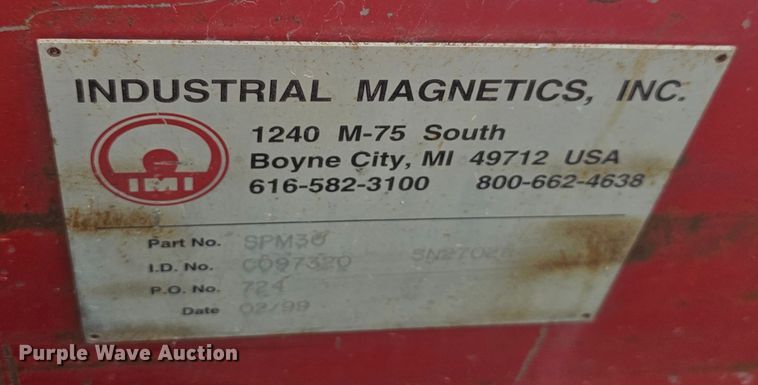 INDUSTRIAL MAGNETICS, INC.
1240 M-75 South
Boyne City, MI 49712 USA
616-582-3100 800-662-4638
IMI
Part No. SPM30
I.D. No. CO97320
P.O. No. 724
Date 02/99
Purple Wave Auction